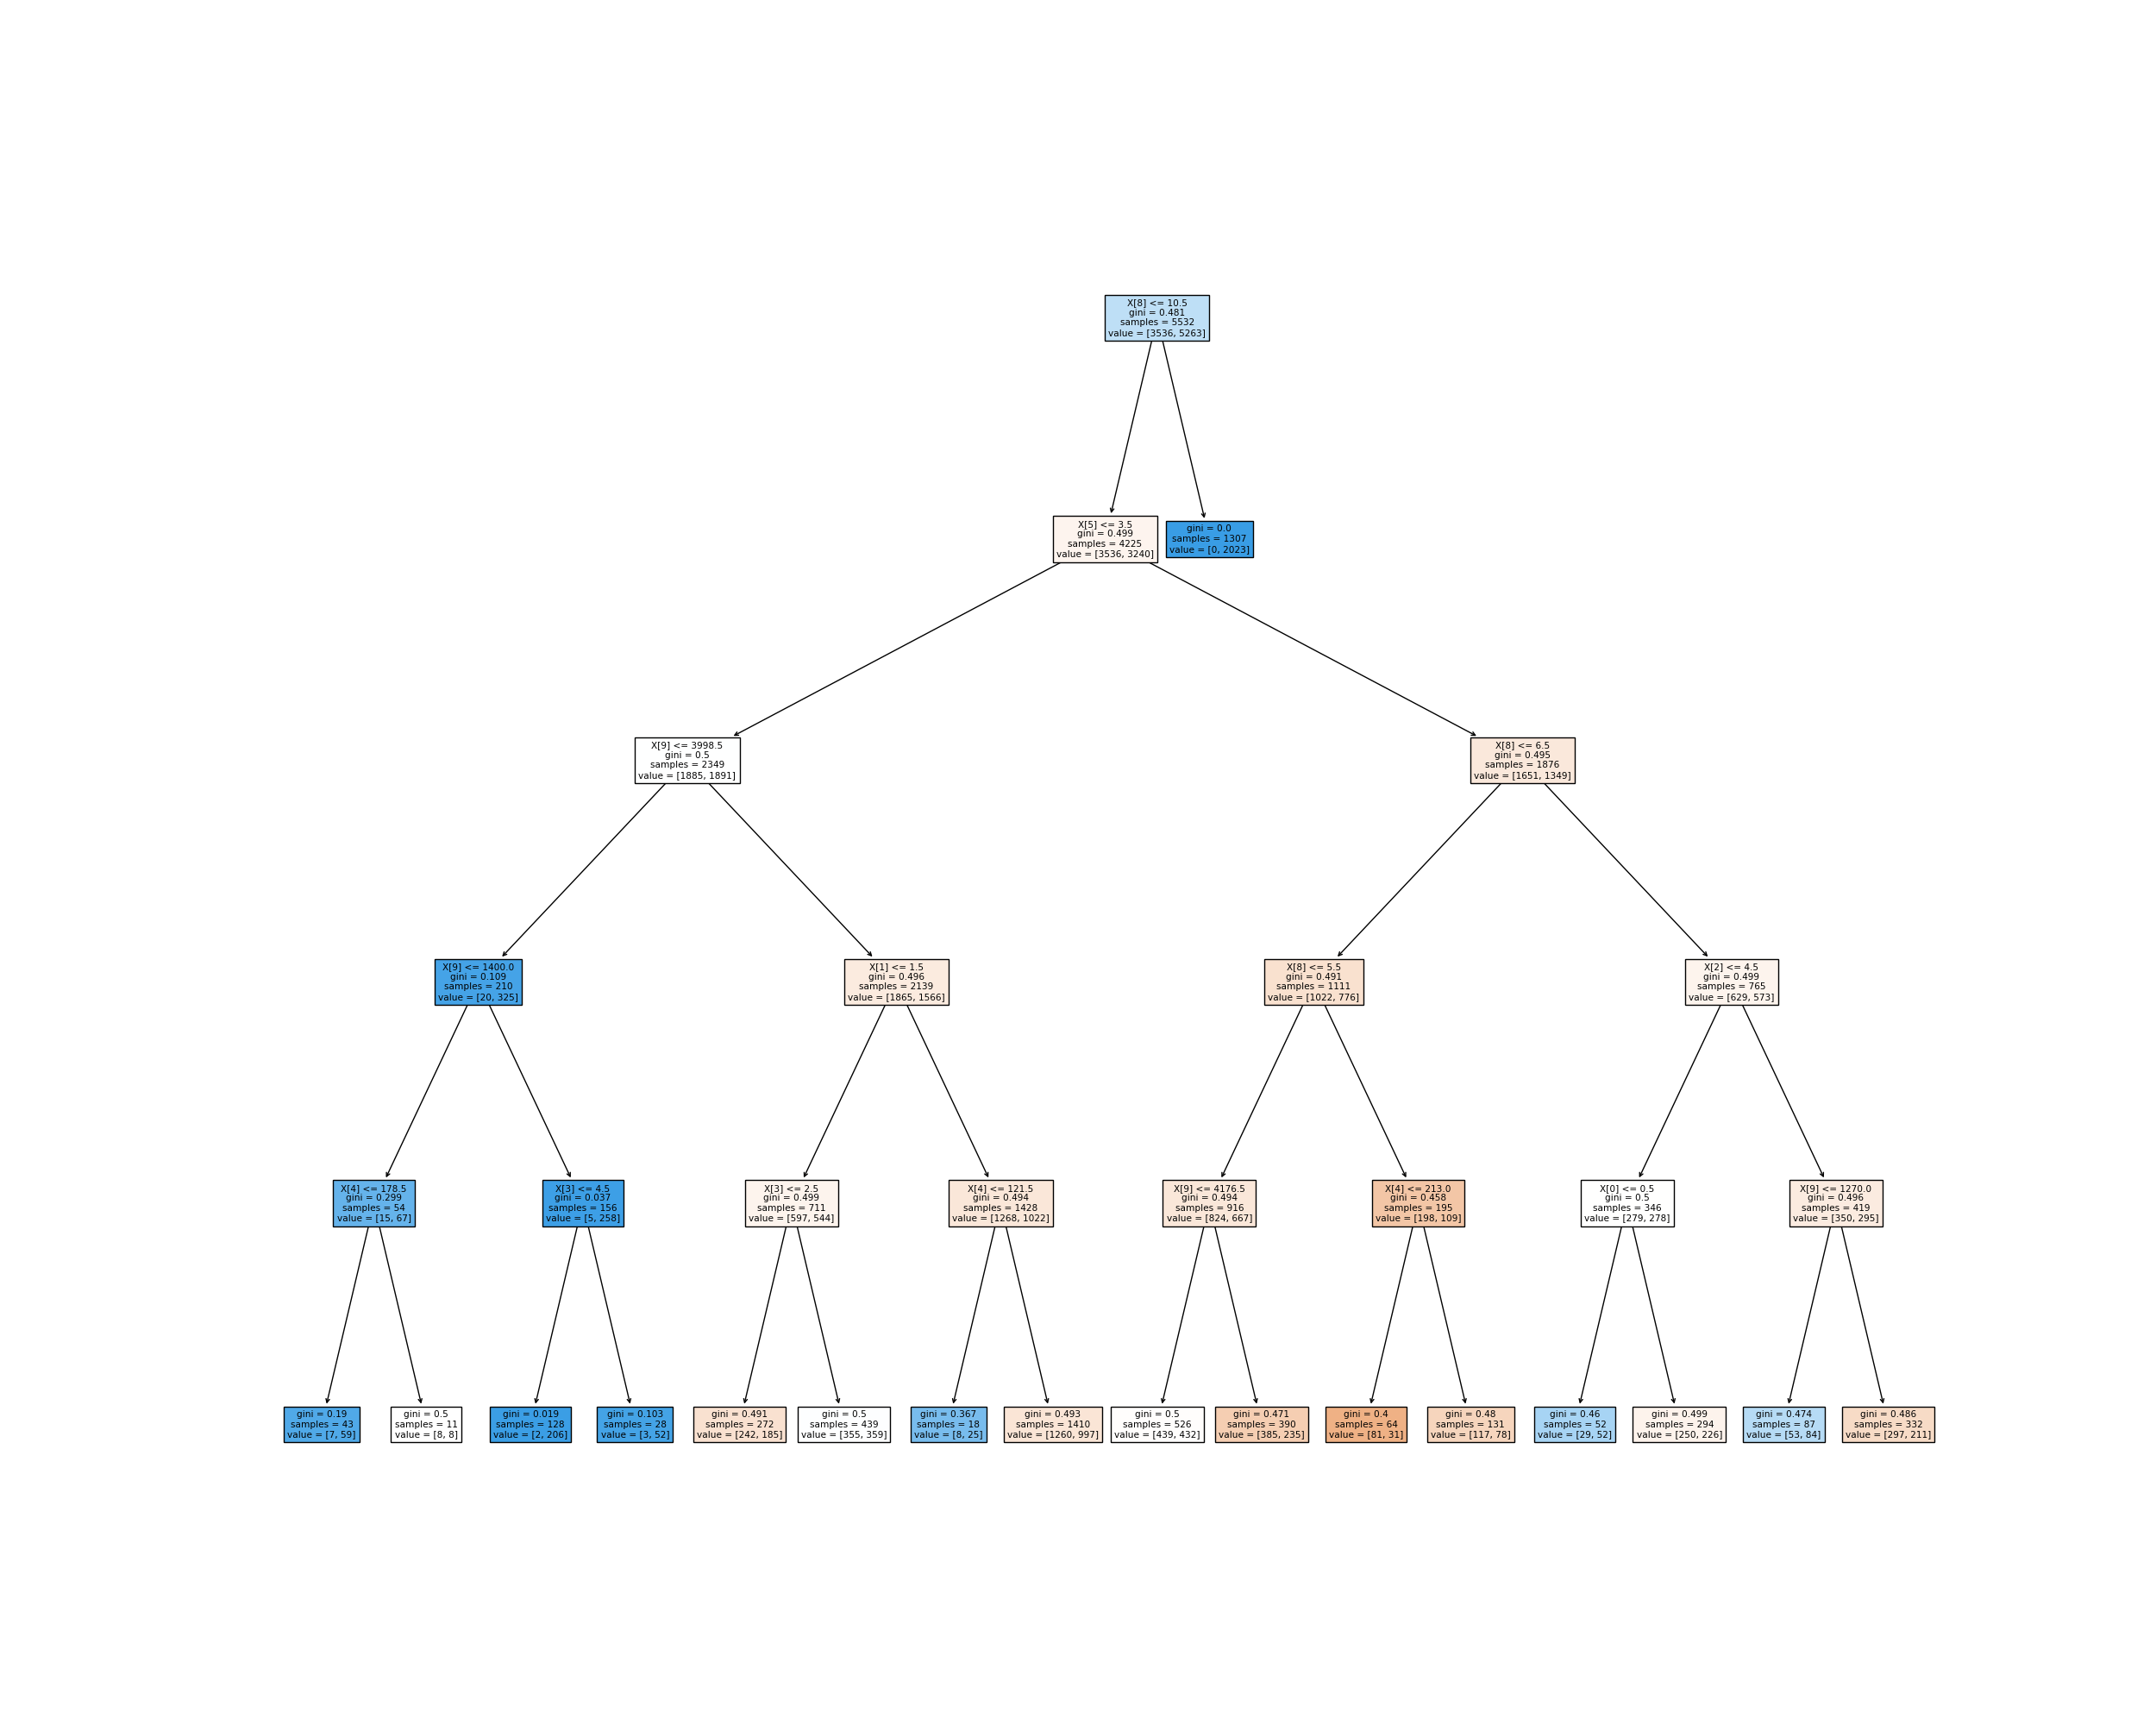 X[8] <= 10.5
gini = 0.481
samples = 5532
value = [3536, 5263]
X[5] <= 3.5
gini = 0.499
samples = 4225
value = [3536, 3240]
gini = 0.0
samples = 1307
value = [0, 2023]
X[9] <= 3998.5
gini = 0.5
samples = 2349
value = [1885, 1891]
X[8] <= 6.5
gini = 0.495
samples = 1876
value = [1651, 1349]
X[9] <= 1400.0
gini = 0.109
samples = 210
value = [20, 325]
X[1] <= 1.5
gini = 0.496
samples = 2139
value = [1865, 1566]
X[8] <= 5.5
gini = 0.491
samples = 1111
value = [1022, 776]
X[2] <= 4.5
gini = 0.499
samples = 765
value = [629, 573]
X[4] <= 178.5
gini = 0.299
samples = 54
value = [15, 67]
X[3] <= 4.5
gini = 0.037
samples = 156
value = [5, 258]
X[3] <= 2.5
gini = 0.499
samples = 711
value = [597, 544]
X[4] <= 121.5
gini = 0.494
samples = 1428
value = [1268, 1022]
X[9] <= 4176.5
gini = 0.494
samples = 916
value = [824, 667]
X[4] <= 213.0
gini = 0.458
samples = 195
value = [198, 109]
X[0] <= 0.5
gini = 0.5
samples = 346
value = [279, 278]
X[9] <= 1270.0
gini = 0.496
samples = 419
value = [350, 295]
gini = 0.19
samples = 43
value = [7, 59]
gini = 0.5
samples = 11
value = [8, 8]
gini = 0.019
samples = 128
value = [2, 206]
gini = 0.103
samples = 28
value = [3, 52]
gini = 0.491
samples = 272
value = [242, 185]
gini = 0.5
samples = 439
value = [355, 359]
gini = 0.367
samples = 18
value = [8, 25]
gini = 0.493
samples = 1410
value = [1260, 997]
gini = 0.5
samples = 526
value = [439, 432]
gini = 0.471
samples = 390
value = [385, 235]
gini = 0.4
samples = 64
value = [81, 31]
gini = 0.48
samples = 131
value = [117, 78]
gini = 0.46
samples = 52
value = [29, 52]
gini = 0.499
samples = 294
value = [250, 226]
gini = 0.474
samples = 87
value = [53, 84]
gini = 0.486
samples = 332
value = [297, 211]